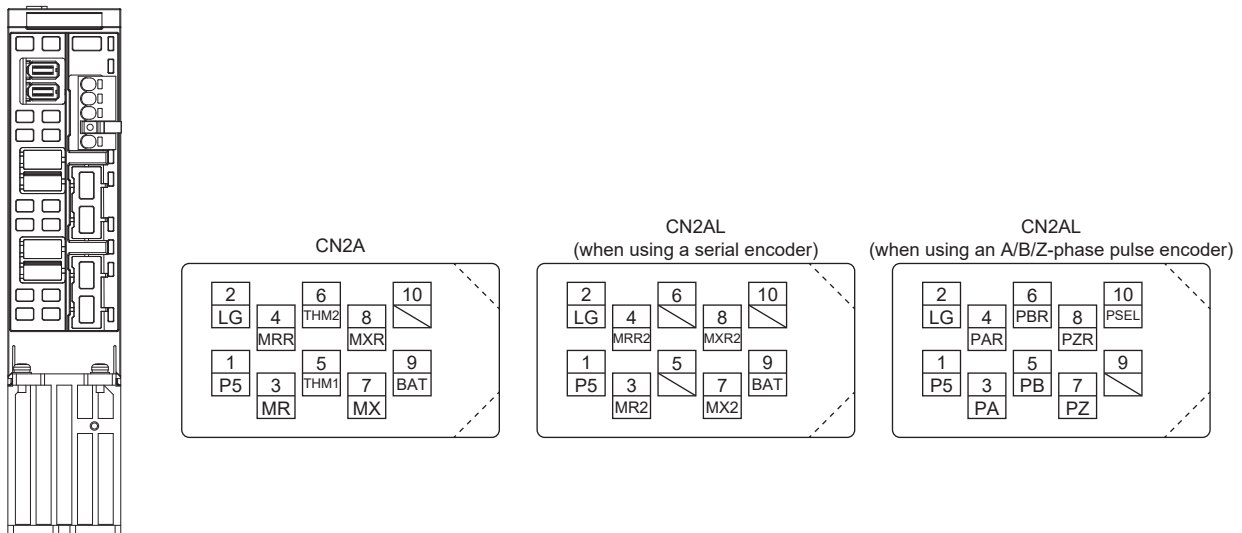 CN2A
2
LG
4
MRR
6
THM2
8
MXR
10
1
P5
3
MR
5
THM1
7
MX
9
BAT
CN2AL
(when using a serial encoder)
2
LG
4
MRR2
6
8
MXR2
10
1
P5
3
MR2
5
7
MX2
9
BAT
CN2AL
(when using an A/B/Z-phase pulse encoder)
2
LG
4
PAR
6
PBR
8
PZR
10
PSEL
1
P5
3
PA
5
PB
7
PZ
9